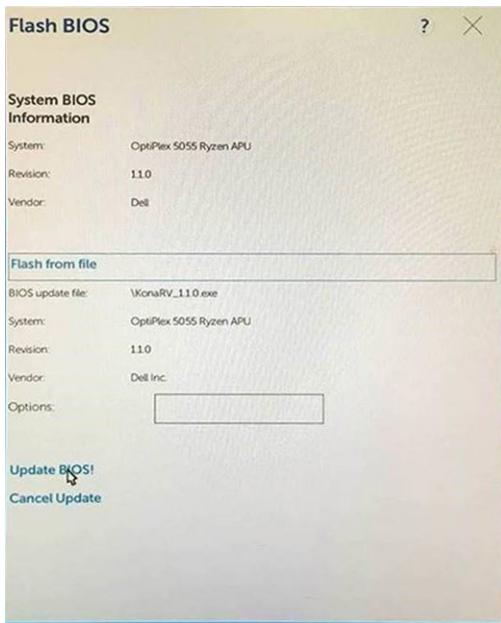 Flash BIOS ?
System BIOS
Information
System: OptiPlex 5055 Ryzen APU
Revision: 1.1.0
Vendor: Dell
Flash from file
BIOS update file: \KonaRV_1.1.0.exe
System: OptiPlex 5055 Ryzen APU
Revision: 1.1.0
Vendor: Dell Inc.
Options:
Update BIOS!
Cancel Update